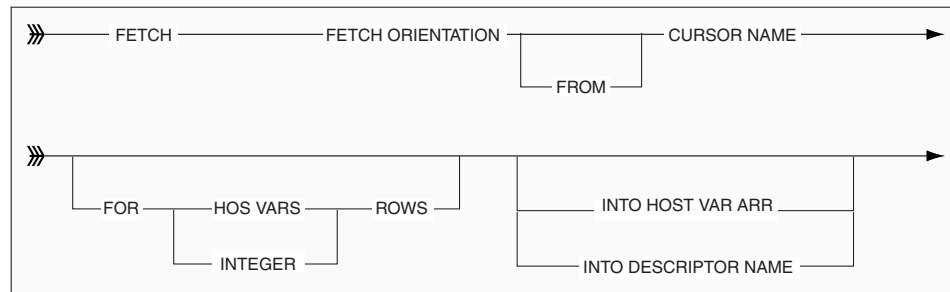 FETCH FETCH ORIENTATION CURSOR NAME
FROM
FOR HOS VARS ROWS
INTEGER
INTO HOST VAR ARR
INTO DESCRIPTOR NAME